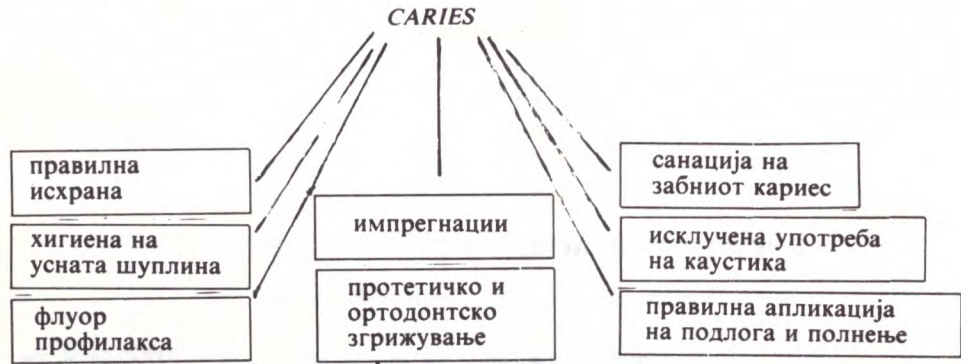 CARIES
правилна
исхрана
хигиена на
усната шуплина
флуор
профилакса
импрегнации
протетичко и
ортодонтско
згрижување
санација на
забниот кариес
исклучена употреба
на каустика
правилна апликација
на подлога и полнење